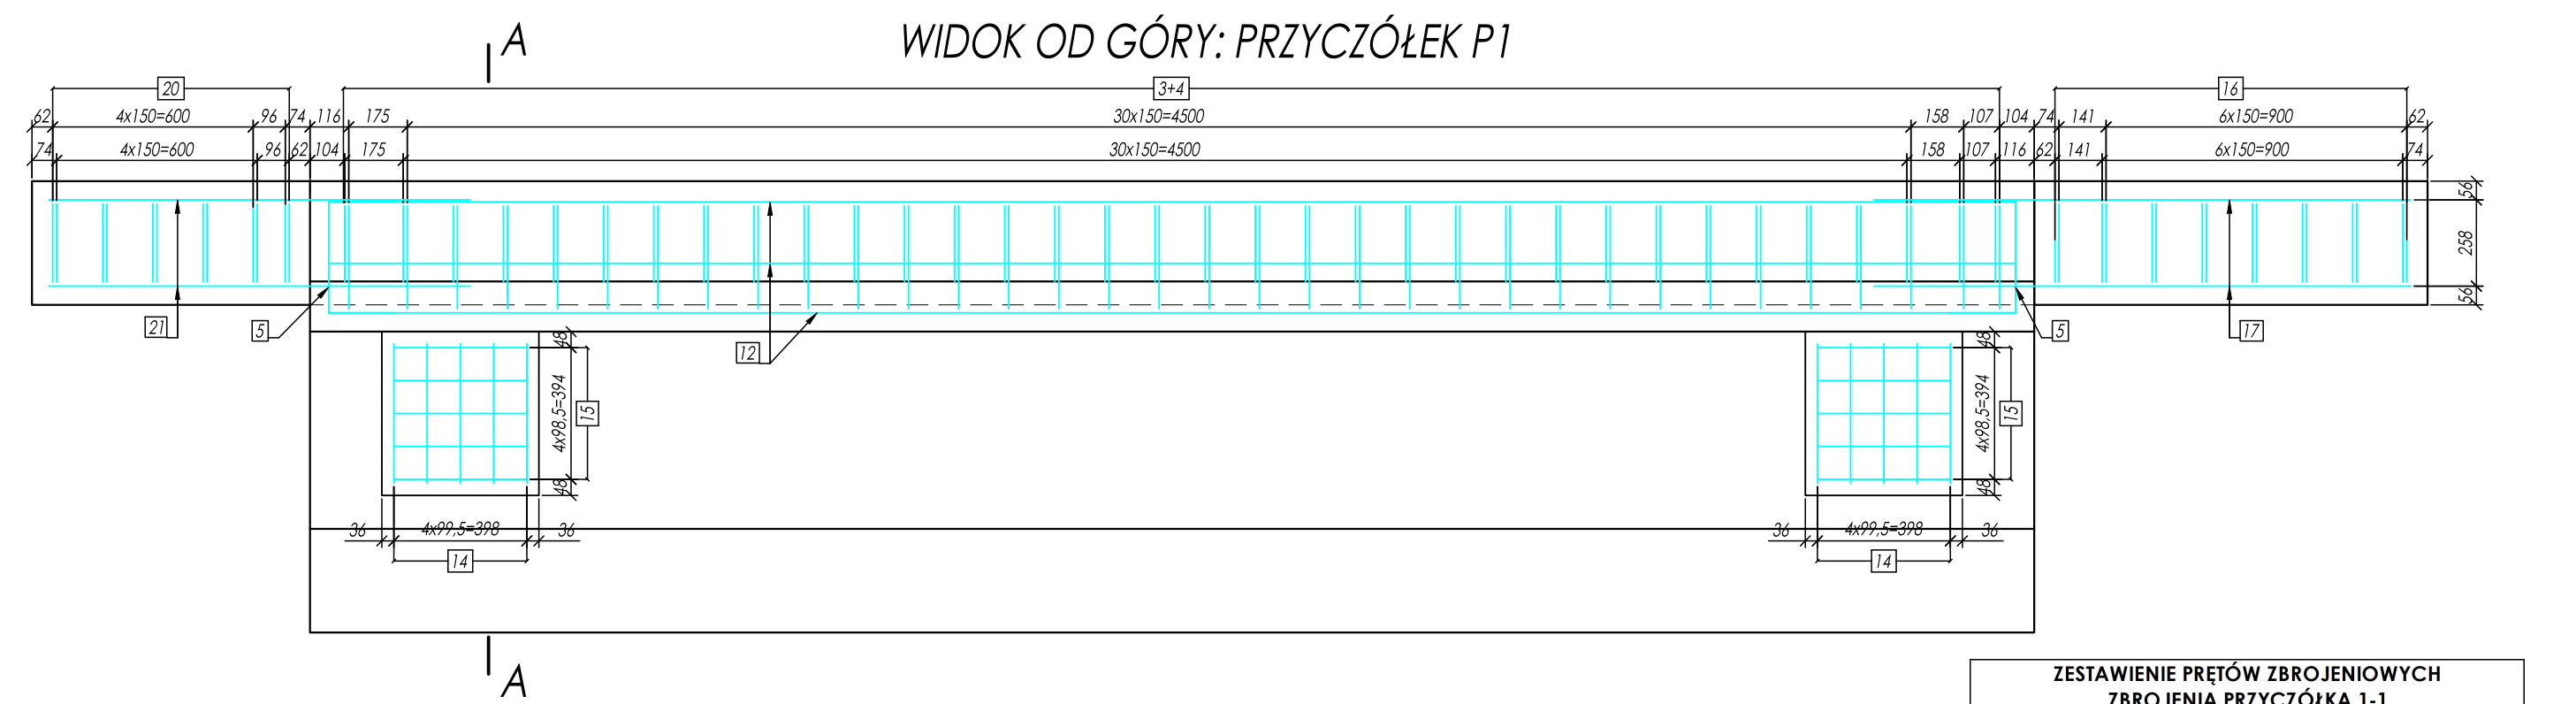 A
WIDOK OD GÓRY: PRZYCZÓŁEK P1
20
3+4
16
62 4x150=600 96 74 116 175 30x150=4500 158 107 104 74 141 6x150=900 62
74 4x150=600 96 62 104 175 30x150=4500 158 107 116 62 141 6x150=900 74
56
258
56
21
5
12
5
17
48
4x98,5=394
15
48
48
4x98,5=394
15
48
36 4x99,5=398 36
36 4x99,5=398 36
14
14
A
ZESTAWIENIE PRĘTÓW ZBROJENIOWYCH
ZBROJENIA PRZYCZÓŁKA 1-1